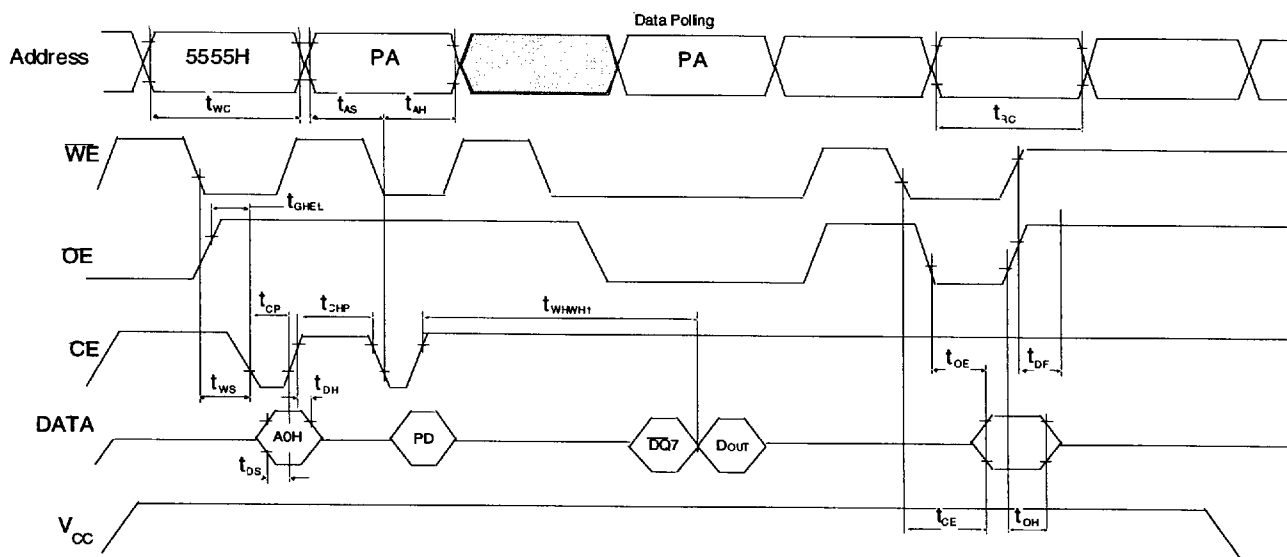 Data Polling
Address 5555H PA PA
tWC tAS tAH tRC
WE
tGHEL
OE
tCP tCHP tWHWH1
CE
tOE tDF
tWS tDH
DATA A0H PD DQ7 DOUT
tDS
tCE tOH
VCC